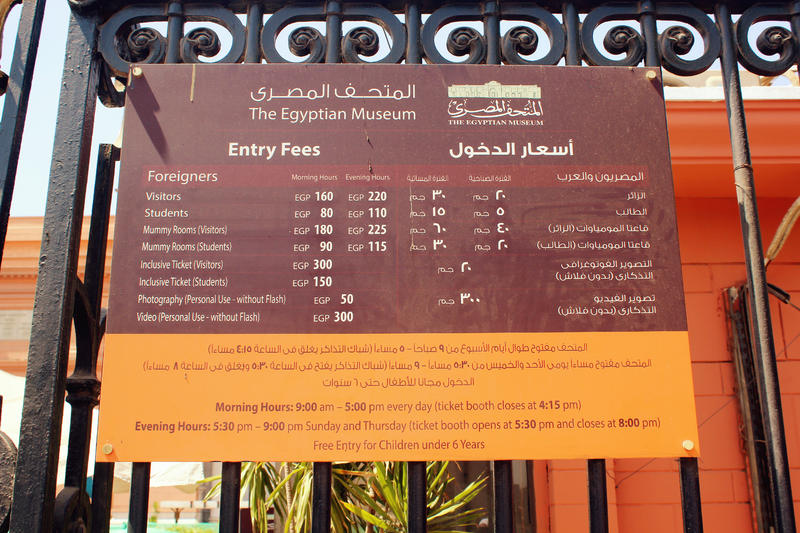 المتحف المصرى
The Egyptian Museum
المتحف المصرى
THE EGYPTIAN MUSEUM
Entry Fees
أسعار الدخول
Foreigners Morning Hours Evening Hours
الفترة المسائية الفترة الصباحية المصريون والعرب
Visitors EGP 160 EGP 220
الزائر ٢٠ جم ٣٠ جم
Students EGP 80 EGP 110
الطالب ٥ جم ١٥ جم
Mummy Rooms (Visitors) EGP 180 EGP 225
قاعتا المومياوات (الزائر) ٤٠ جم ٦٠ جم
Mummy Rooms (Students) EGP 90 EGP 115
قاعتا المومياوات (الطالب) ٢٠ جم ٣٠ جم
Inclusive Ticket (Visitors) EGP 300
Inclusive Ticket (Students) EGP 150
التصوير الفوتوغرافى
التذكارى (بدون فلاش) ٢٠ جم
Photography (Personal Use - without Flash) EGP 50
Video (Personal Use - without Flash) EGP 300
تصوير الفيديو
التذكارى (بدون فلاش) ٣٠٠ جم
المتحف مفتوح طوال أيام الأسبوع من ٩ صباحاً - ٥ مساءاً (شباك التذاكر يغلق فى الساعة ٤:١٥ مساءاً)
المتحف مفتوح مساءاً يومى الأحد والخميس من ٥:٣٠ مساءاً - ٩ مساءاً (شباك التذاكر يفتح فى الساعة ٥:٣٠ ويغلق فى الساعة ٨ مساءاً)
الدخول مجانا للأطفال حتى ٦ سنوات
Morning Hours: 9:00 am – 5:00 pm every day (ticket booth closes at 4:15 pm)
Evening Hours: 5:30 pm – 9:00 pm Sunday and Thursday (ticket booth opens at 5:30 pm and closes at 8:00 pm)
Free Entry for Children under 6 Years